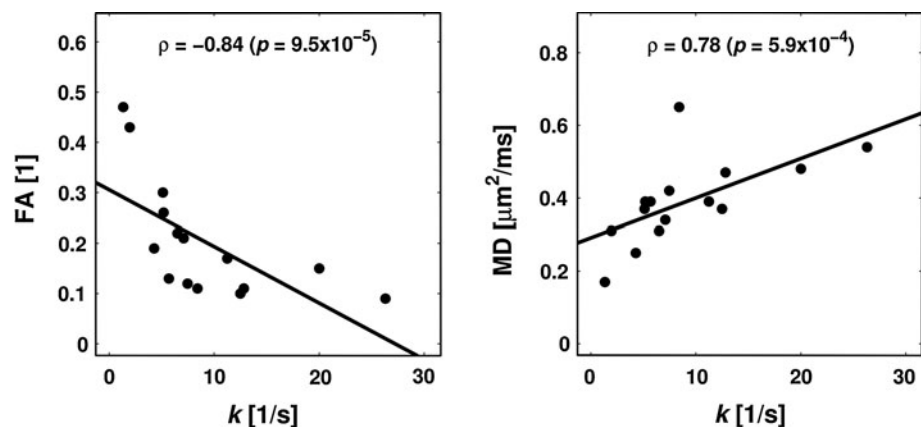 ρ = −0.84 (p = 9.5x10⁻⁵)
0.6
0.5
0.4
0.3
0.2
0.1
0
FA [1]
0 10 20 30
k [1/s]
ρ = 0.78 (p = 5.9x10⁻⁴)
0.8
0.6
0.4
0.2
0
MD [μm²/ms]
0 10 20 30
k [1/s]